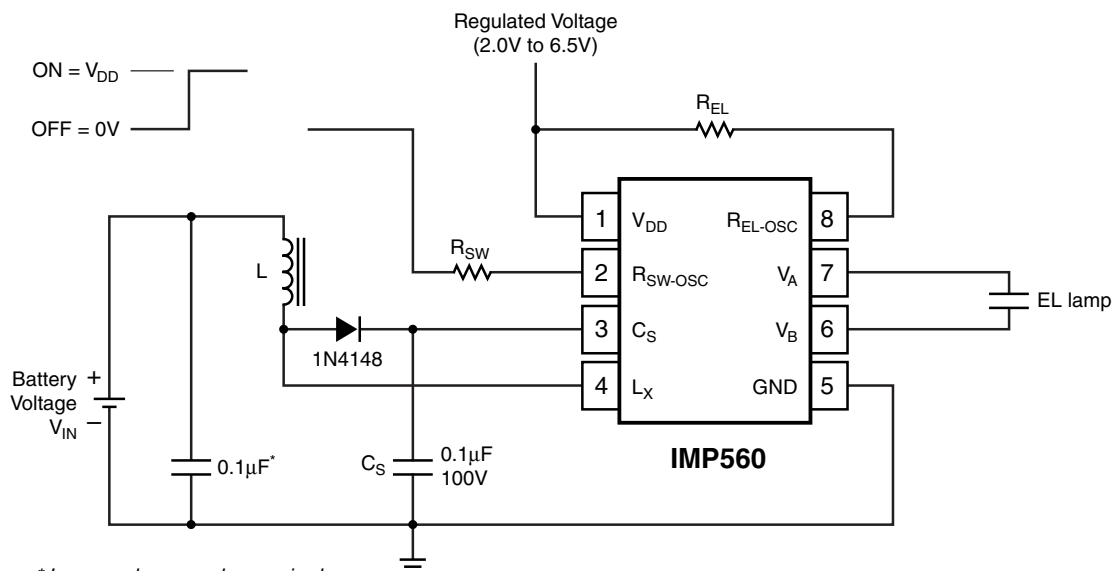 Regulated Voltage
(2.0V to 6.5V)
ON = VDD
OFF = 0V
REL
1 VDD
REL-OSC 8
RSW
2 RSW-OSC
VA 7
L
EL lamp
3 CS
VB 6
1N4148
4 LX
GND 5
Battery +
Voltage
VIN –
0.1µF*
CS
0.1µF
100V
IMP560